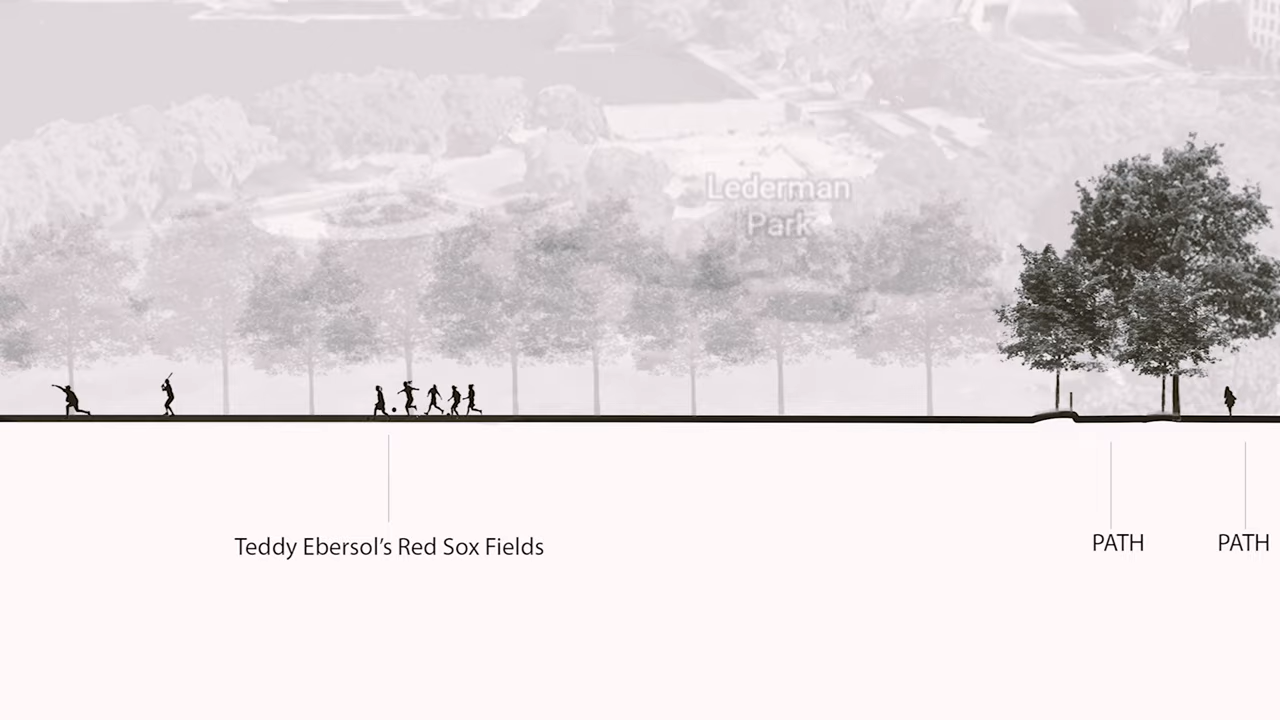 Lederman
Park
Teddy Ebersol’s Red Sox Fields
PATH
PATH